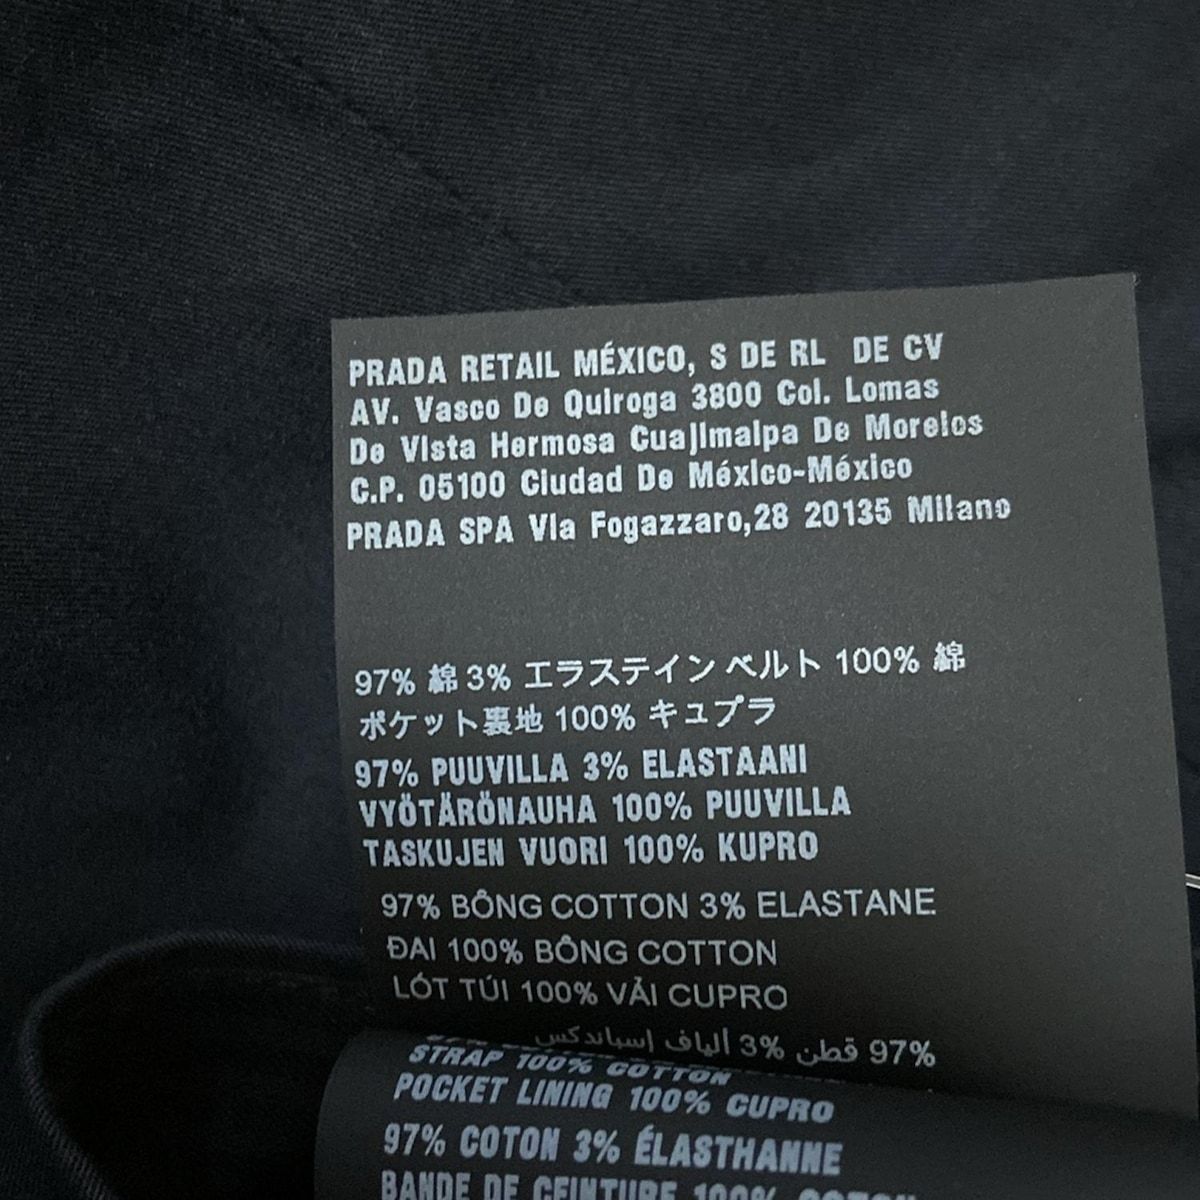 PRADA RETAIL MÉXICO, S DE RL DE CV
AV. Vasco De Quiroga 3800 Col. Lomas
De Vista Hermosa Cuajimalpa De Morelos
C.P. 05100 Ciudad De México-México
PRADA SPA Via Fogazzaro,28 20135 Milano
97% 綿 3% エラステイン ベルト 100% 綿
ポケット裏地 100% キュプラ
97% PUUVILLA 3% ELASTAANI
VYÖTÄRÖNAUHA 100% PUUVILLA
TASKUJEN VUORI 100% KUPRO
97% BÔNG COTTON 3% ELASTANE
ĐAI 100% BÔNG COTTON
LÓT TÚI 100% VẢI CUPRO
97% قطن 3% ألياف إسباندكس
STRAP 100% COTTON
POCKET LINING 100% CUPRO
97% COTON 3% ÉLASTHANNE
BANDE DE CEINTURE 100% COTON